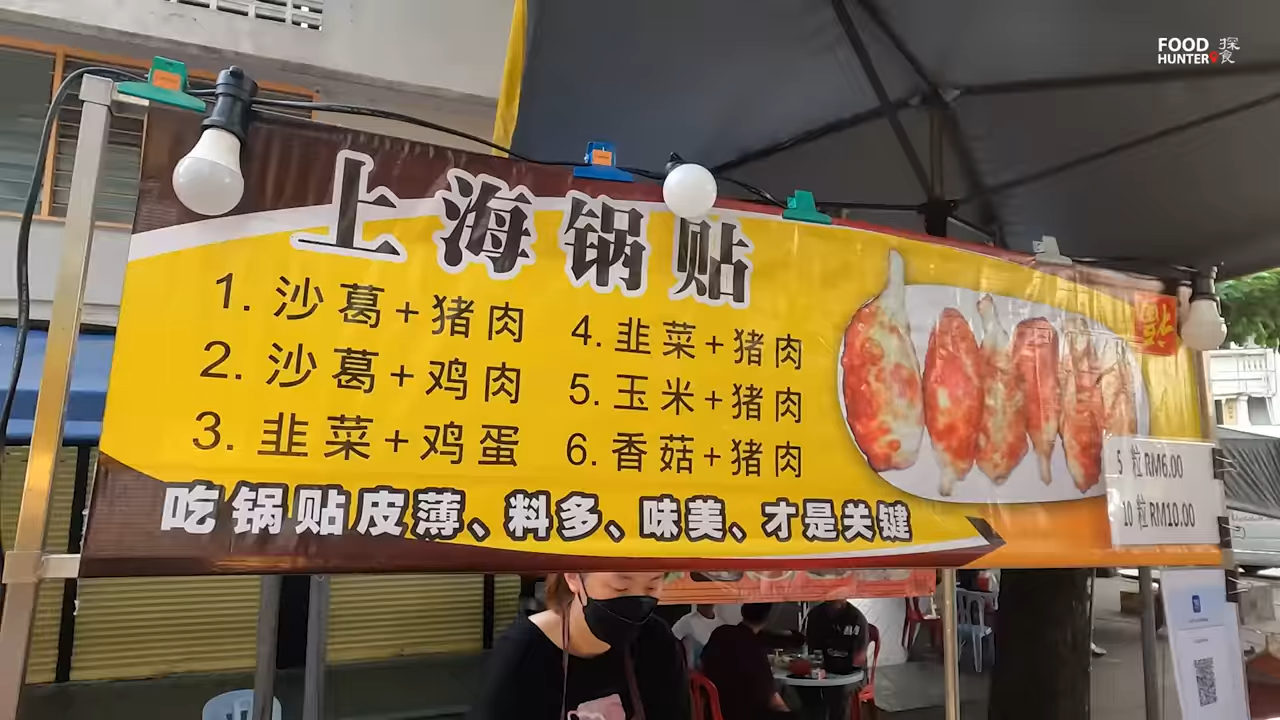 FOOD 探
HUNTER 食
上海锅贴
1. 沙葛+猪肉
2. 沙葛+鸡肉
3. 韭菜+鸡蛋
4. 韭菜+猪肉
5. 玉米+猪肉
6. 香菇+猪肉
吃锅贴皮薄、料多、味美、才是关键
福
5 粒 RM6.00
10 粒 RM10.00